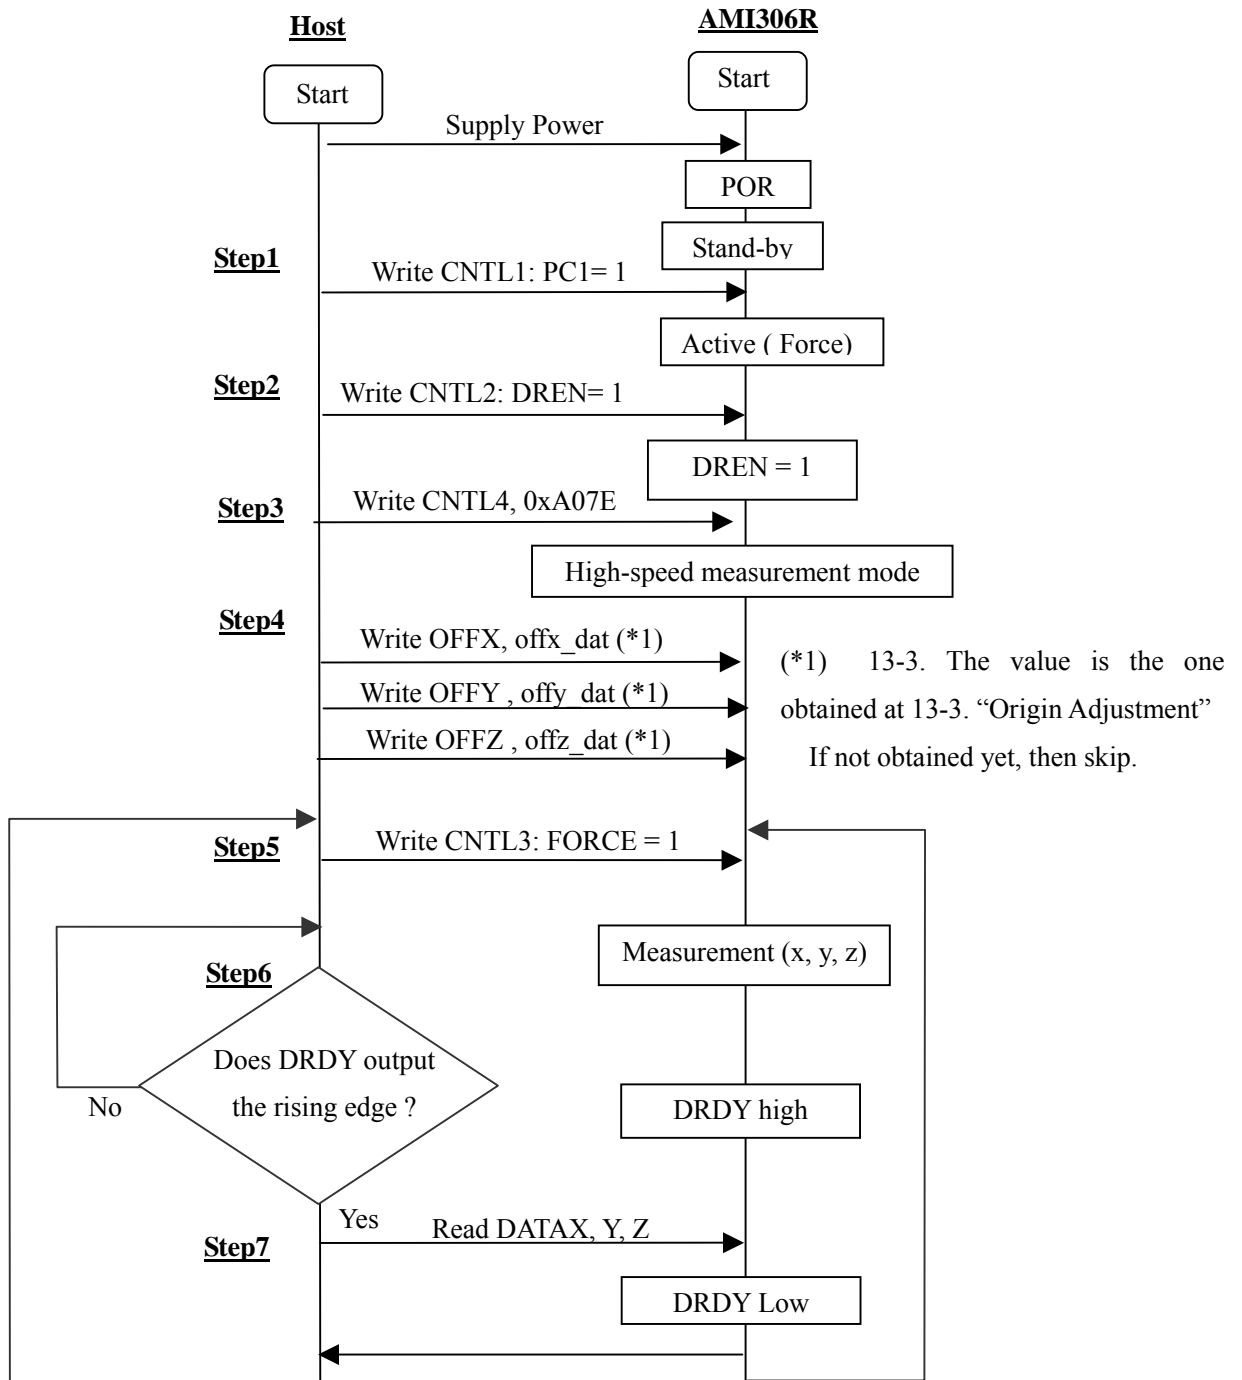 Host
AMI306R
Start
Start
Supply Power
POR
Stand-by
Step1
Write CNTL1: PC1= 1
Active ( Force)
Step2
Write CNTL2: DREN= 1
DREN = 1
Step3
Write CNTL4, 0xA07E
High-speed measurement mode
Step4
Write OFFX, offx_dat (*1)
Write OFFY , offy_dat (*1)
Write OFFZ , offz_dat (*1)
(*1) 13-3. The value is the one
obtained at 13-3. “Origin Adjustment”
If not obtained yet, then skip.
Step5
Write CNTL3: FORCE = 1
Measurement (x, y, z)
Step6
Does DRDY output
the rising edge ?
No
DRDY high
Yes
Read DATAX, Y, Z
Step7
DRDY Low